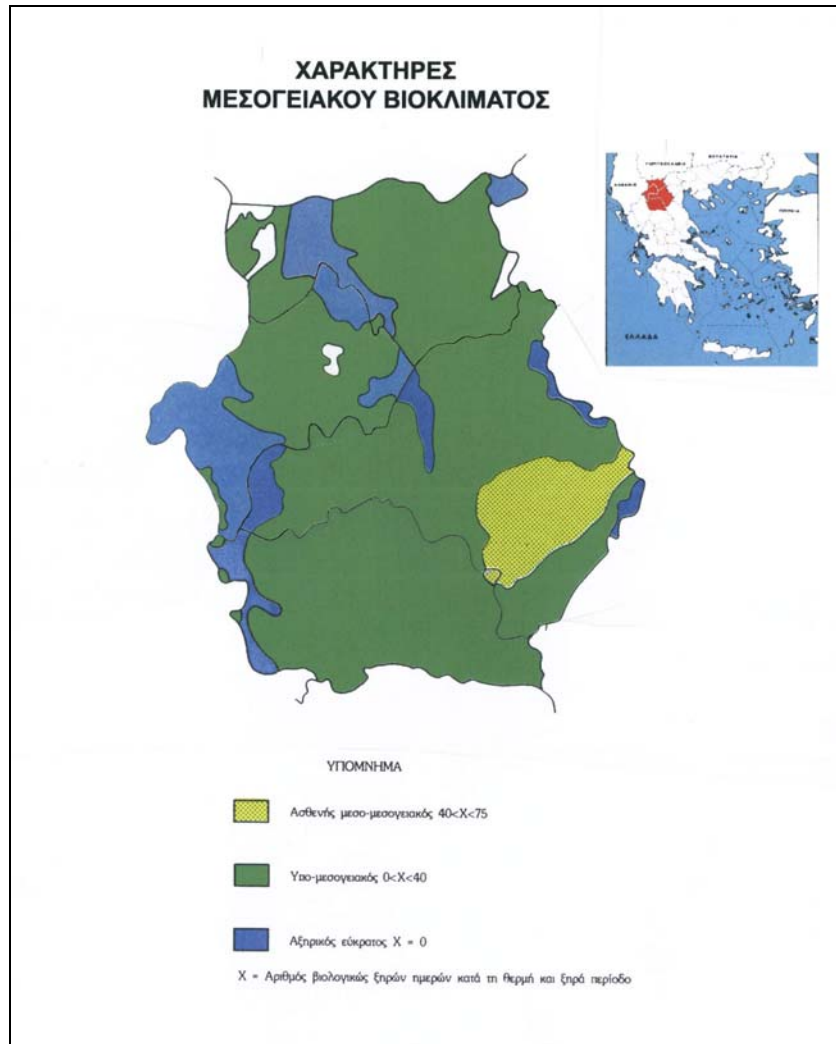 ΧΑΡΑΚΤΗΡΕΣ
ΜΕΣΟΓΕΙΑΚΟΥ ΒΙΟΚΛΙΜΑΤΟΣ
ΕΛΛΑΔΑ
ΥΠΟΜΝΗΜΑ
Ασθενής μεσο-μεσογειακός 40<Χ<75
Υπο-μεσογειακός 0<Χ<40
Αξηρικός εύκρατος Χ = 0
Χ = Αριθμός βιολογικώς ξηρών ημερών κατά τη θερμή και ξηρά περίοδο